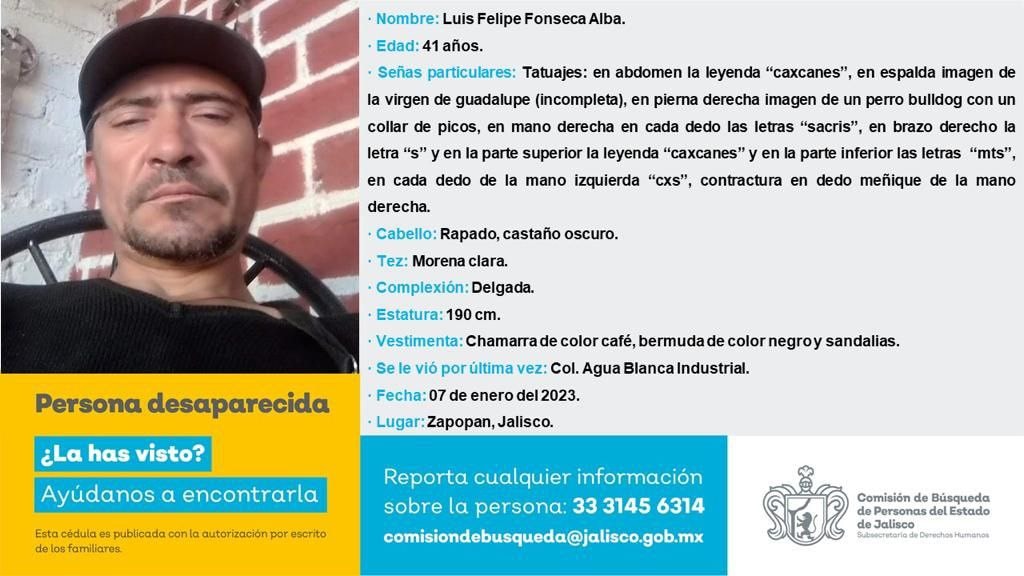 · Nombre: Luis Felipe Fonseca Alba.
· Edad: 41 años.
· Señas particulares: Tatuajes: en abdomen la leyenda “caxcanes”, en espalda imagen de
la virgen de guadalupe (incompleta), en pierna derecha imagen de un perro bulldog con un
collar de picos, en mano derecha en cada dedo las letras “sacris”, en brazo derecho la
letra “s” y en la parte superior la leyenda “caxcanes” y en la parte inferior las letras “mts”,
en cada dedo de la mano izquierda “cxs”, contractura en dedo meñique de la mano
derecha.
· Cabello: Rapado, castaño oscuro.
· Tez: Morena clara.
· Complexión: Delgada.
· Estatura: 190 cm.
· Vestimenta: Chamarra de color café, bermuda de color negro y sandalias.
· Se le vió por última vez: Col. Agua Blanca Industrial.
· Fecha: 07 de enero del 2023.
· Lugar: Zapopan, Jalisco.
Persona desaparecida
¿La has visto?
Ayúdanos a encontrarla
Esta cédula es publicada con la autorización por escrito
de los familiares.
Reporta cualquier información
sobre la persona: 33 3145 6314
comisiondebusqueda@jalisco.gob.mx
Comisión de Búsqueda
de Personas del Estado
de Jalisco
Subsecretaría de Derechos Humanos